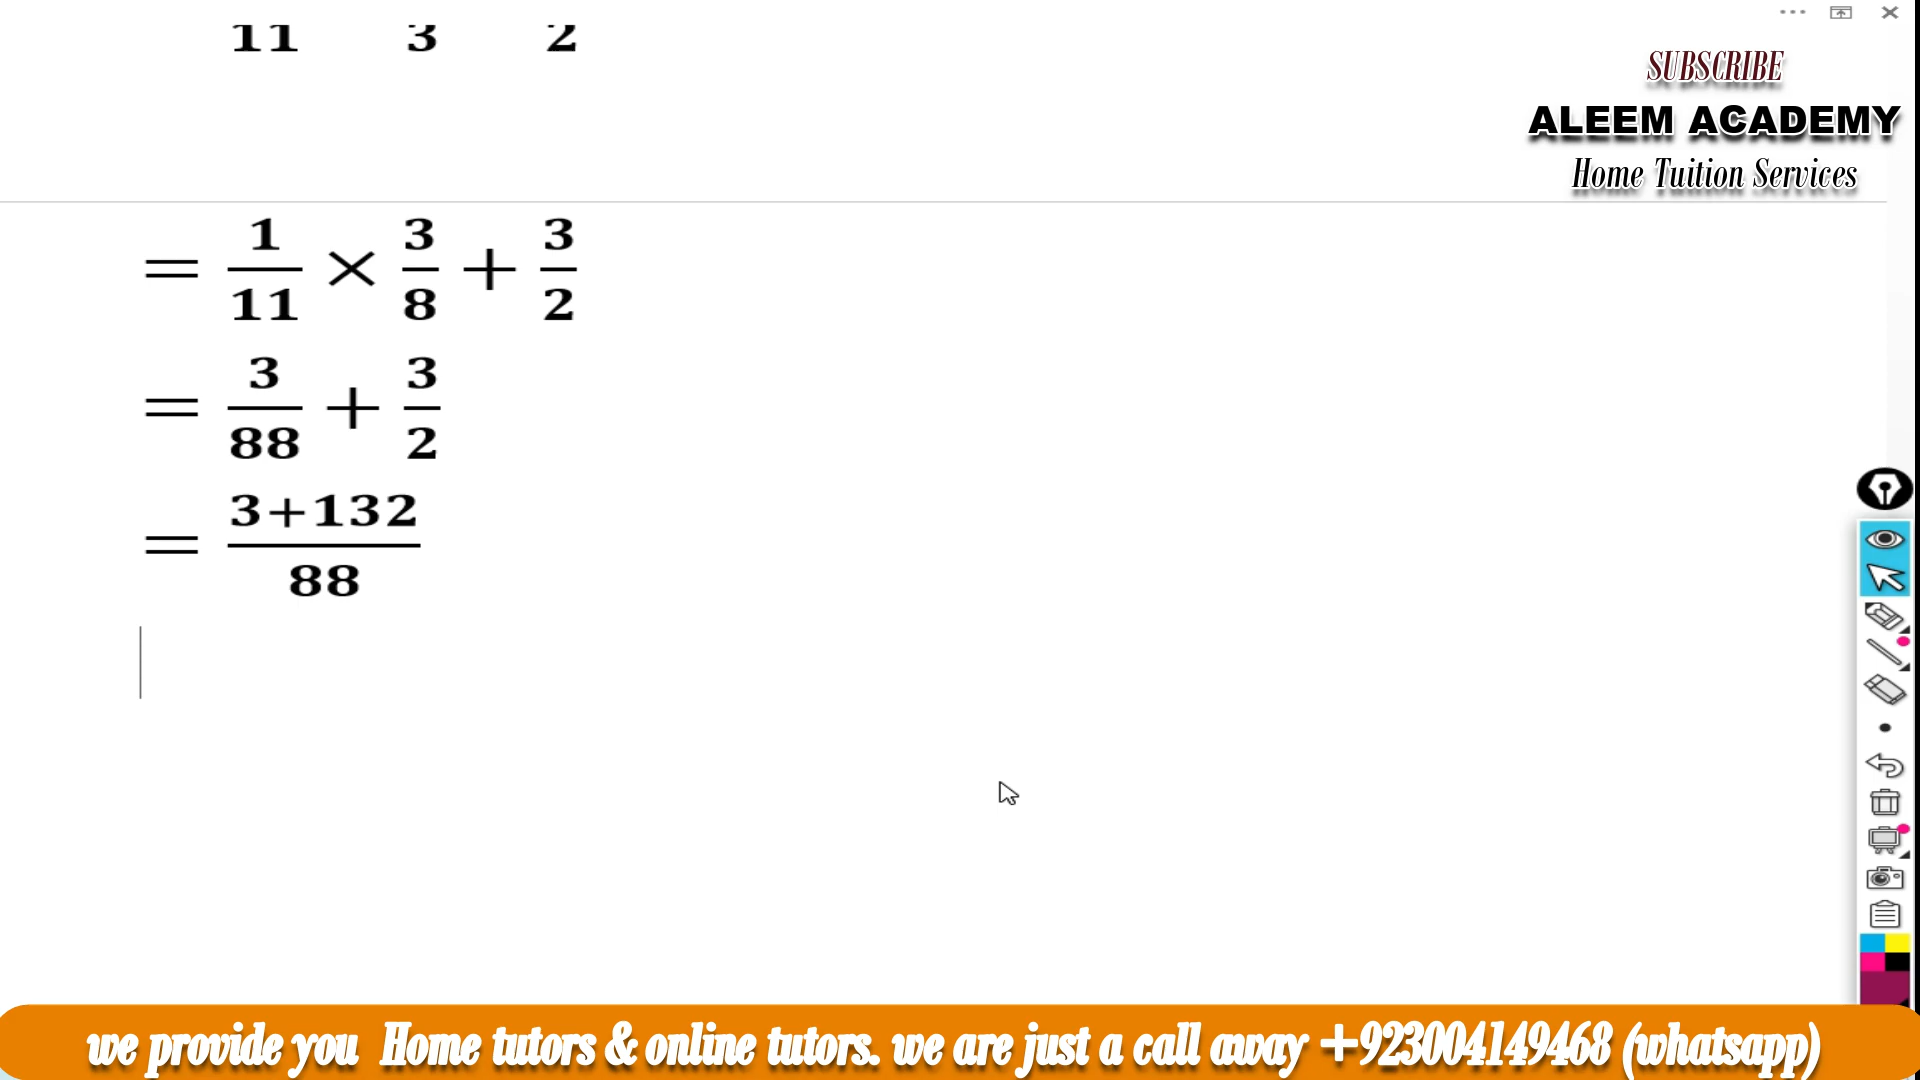 11 3 2
SUBSCRIBE
ALEEM ACADEMY
Home Tuition Services
= 1/11 × 3/8 + 3/2
= 3/88 + 3/2
= 3+132/88
we provide you Home tutors & online tutors. we are just a call away +923004149468 (whatsapp)